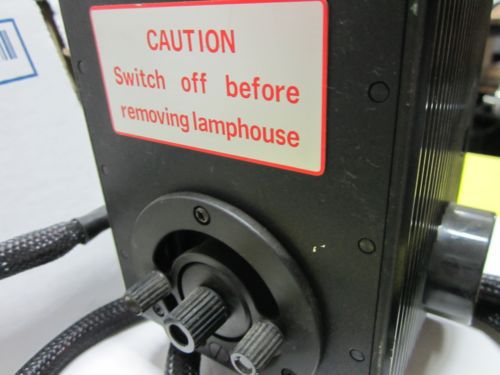 CAUTION
Switch off before
removing lamphouse